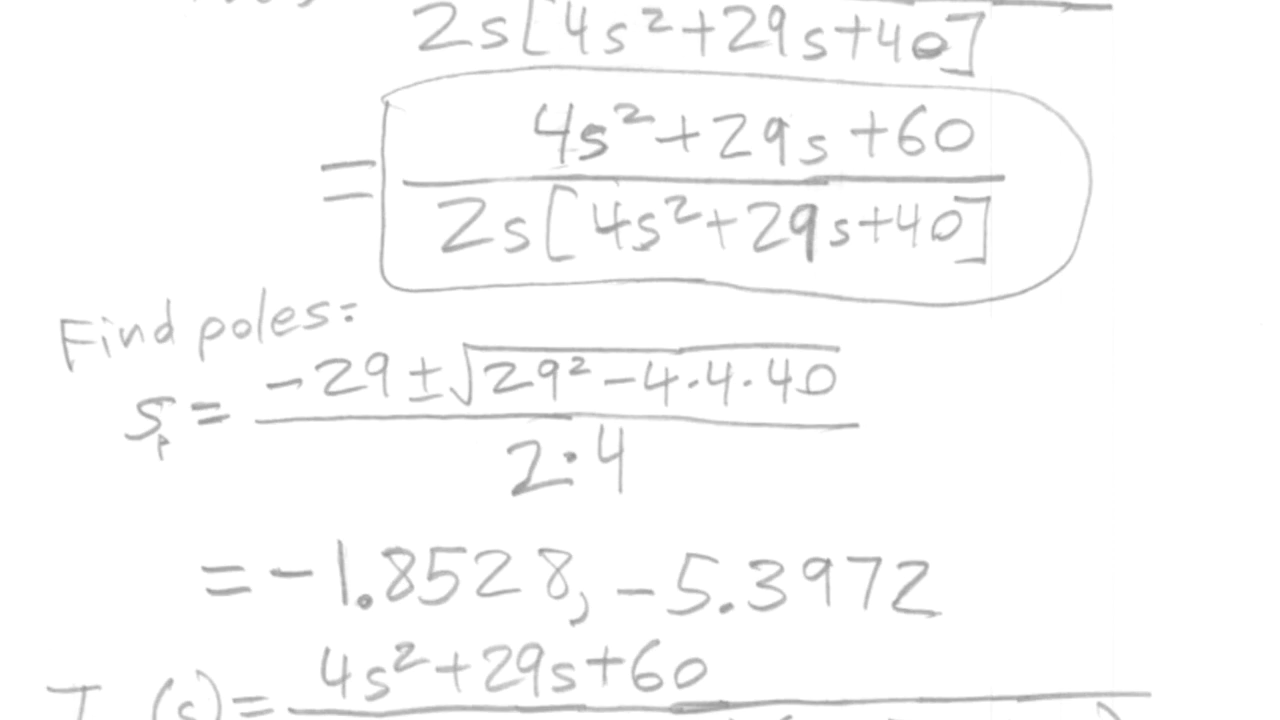 2s[4s²+29s+40]
= 4s²+29s+60
2s[4s²+29s+40]
Find poles:
sₚ = -29±√29²-4·4·40
2·4
= -1.8528, -5.3972
4s²+29s+60
I (s)=